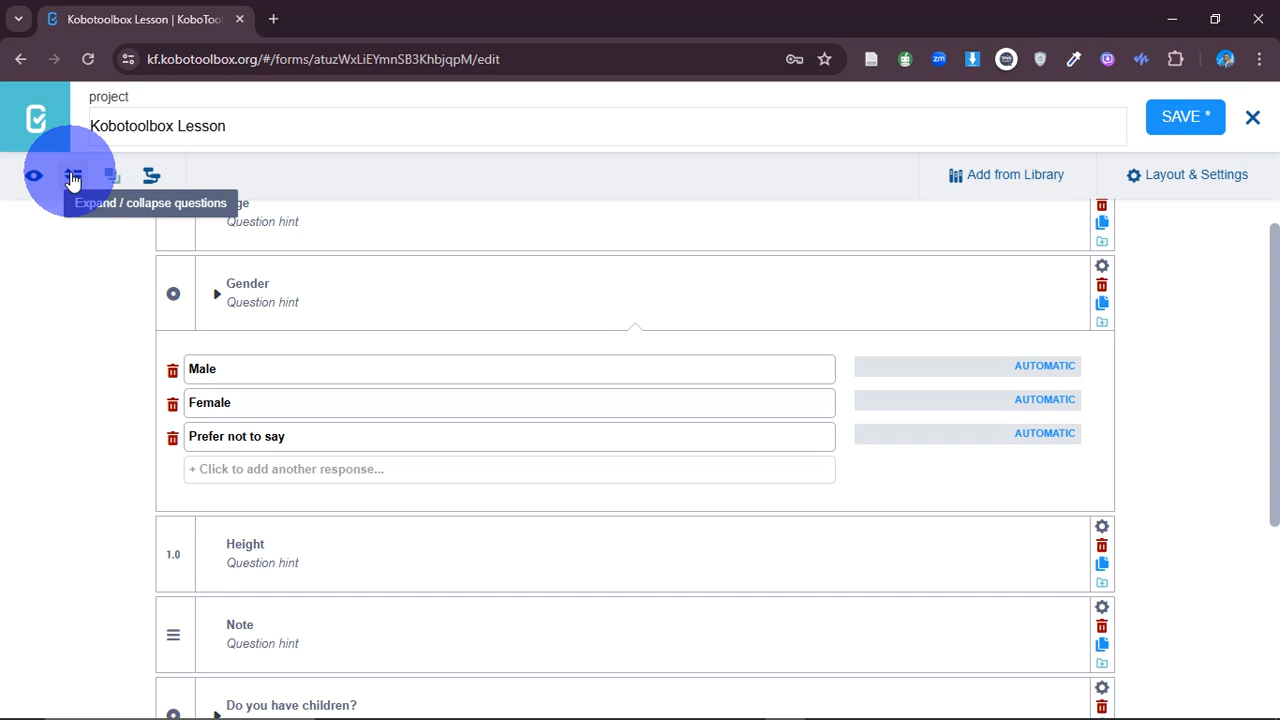 Kobotoolbox Lesson | KoboToo
kf.kobotoolbox.org/#/forms/atuzWxLiEYmnSB3KhbjqpM/edit
project
Kobotoolbox Lesson
SAVE *
Expand / collapse questions
Add from Library
Layout & Settings
ge
Question hint
Gender
Question hint
Male
AUTOMATIC
Female
AUTOMATIC
Prefer not to say
AUTOMATIC
+ Click to add another response...
1.0
Height
Question hint
Note
Question hint
Do you have children?